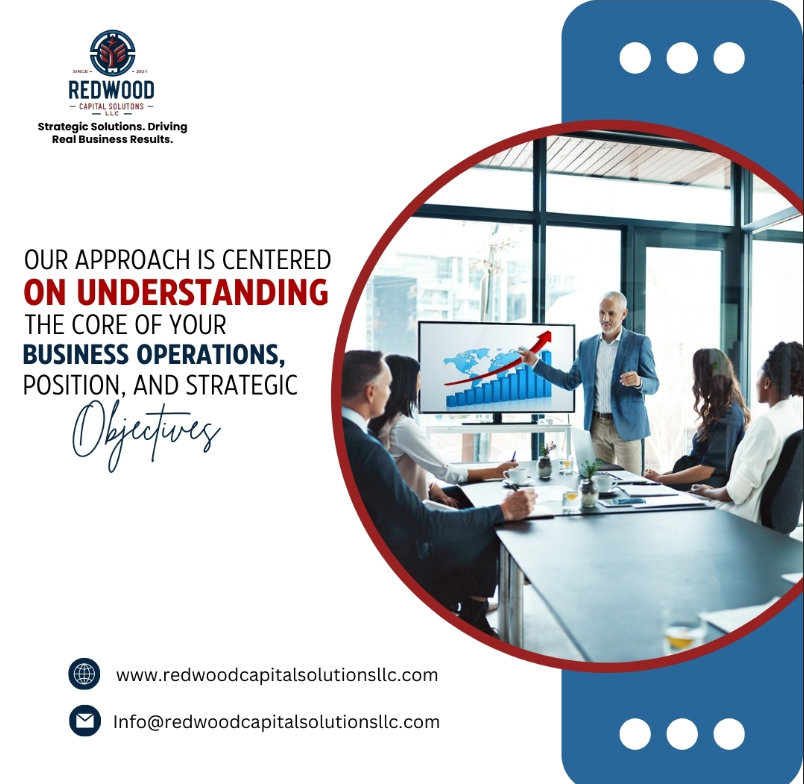 SINCE 2021
REDWOOD
CAPITAL SOLUTONS
LLC
Strategic Solutions. Driving
Real Business Results.
OUR APPROACH IS CENTERED
ON UNDERSTANDING
THE CORE OF YOUR
BUSINESS OPERATIONS,
POSITION, AND STRATEGIC
Objectives
www.redwoodcapitalsolutionsllc.com
Info@redwoodcapitalsolutionsllc.com